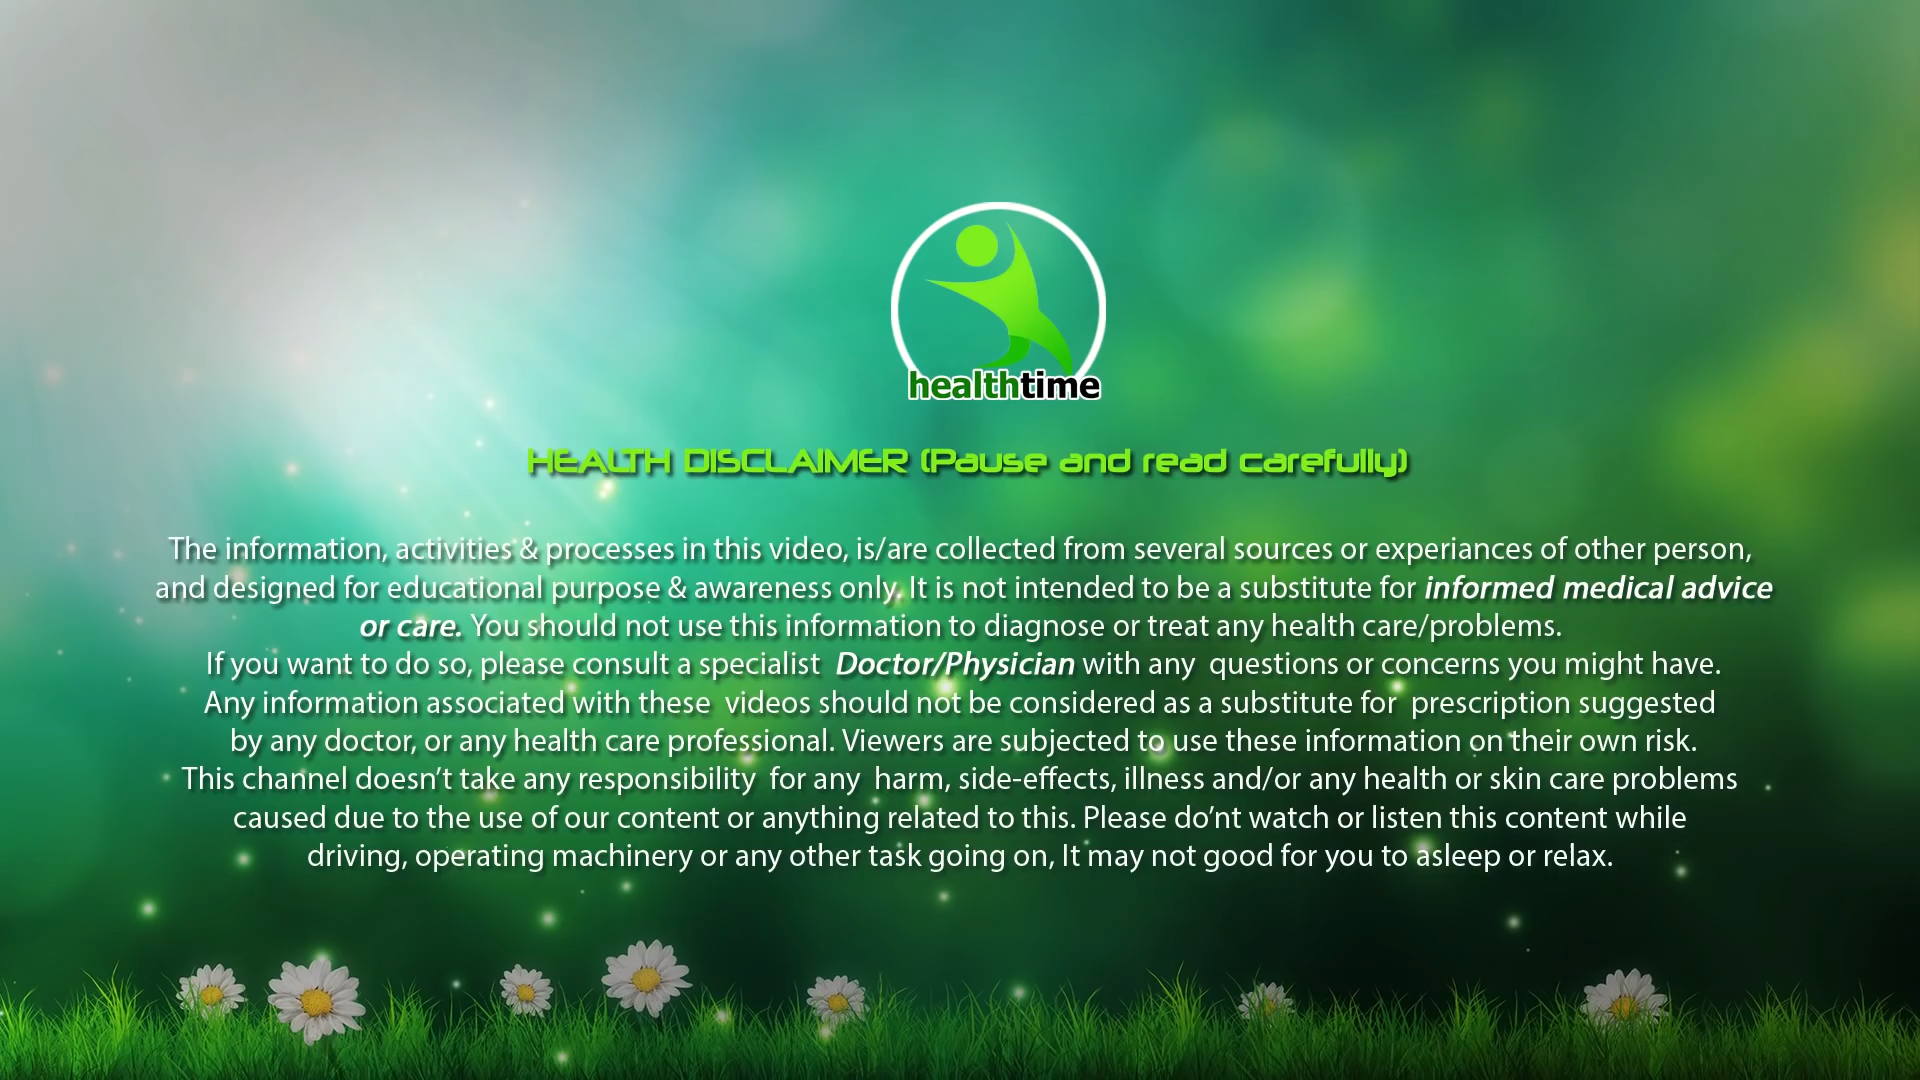 healthtime
HEALTH DISCLAIMER (Pause and read carefully)
The information, activities & processes in this video, is/are collected from several sources or experiances of other person,
and designed for educational purpose & awareness only. It is not intended to be a substitute for informed medical advice
or care. You should not use this information to diagnose or treat any health care/problems.
If you want to do so, please consult a specialist Doctor/Physician with any questions or concerns you might have.
Any information associated with these videos should not be considered as a substitute for prescription suggested
by any doctor, or any health care professional. Viewers are subjected to use these information on their own risk.
This channel doesn’t take any responsibility for any harm, side-effects, illness and/or any health or skin care problems
caused due to the use of our content or anything related to this. Please do’nt watch or listen this content while
driving, operating machinery or any other task going on, It may not good for you to asleep or relax.